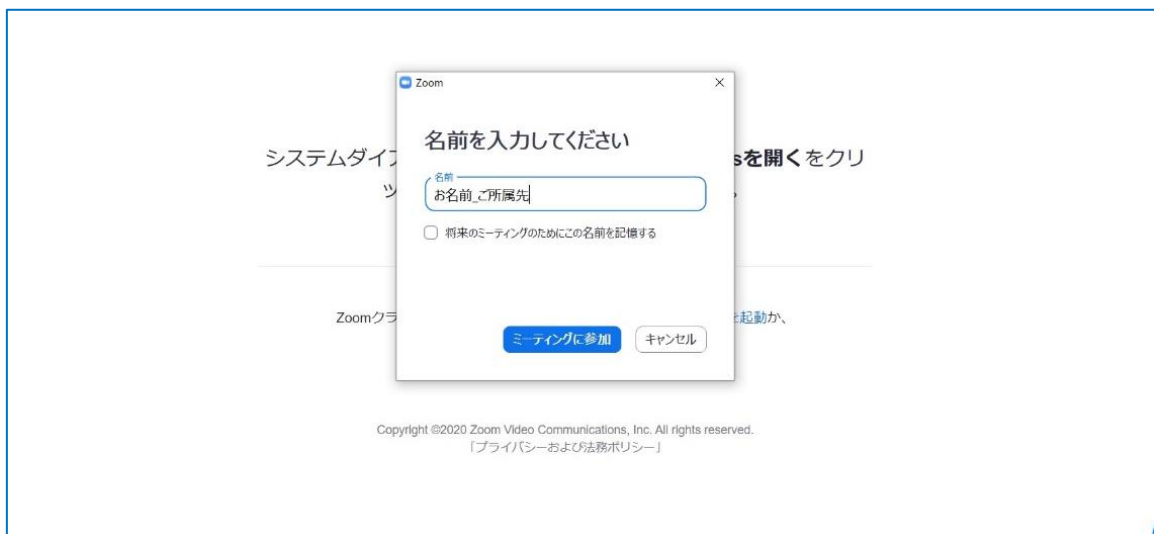 Zoom
名前を入力してください
システムダイ
sを開くをクリ
ッ
名前
お名前_ご所属先
将来のミーティングのためにこの名前を記憶する
Zoomクラ
起動か、
ミーティングに参加
キャンセル
Copyright ©2020 Zoom Video Communications, Inc. All rights reserved.
「プライバシーおよび法務ポリシー」